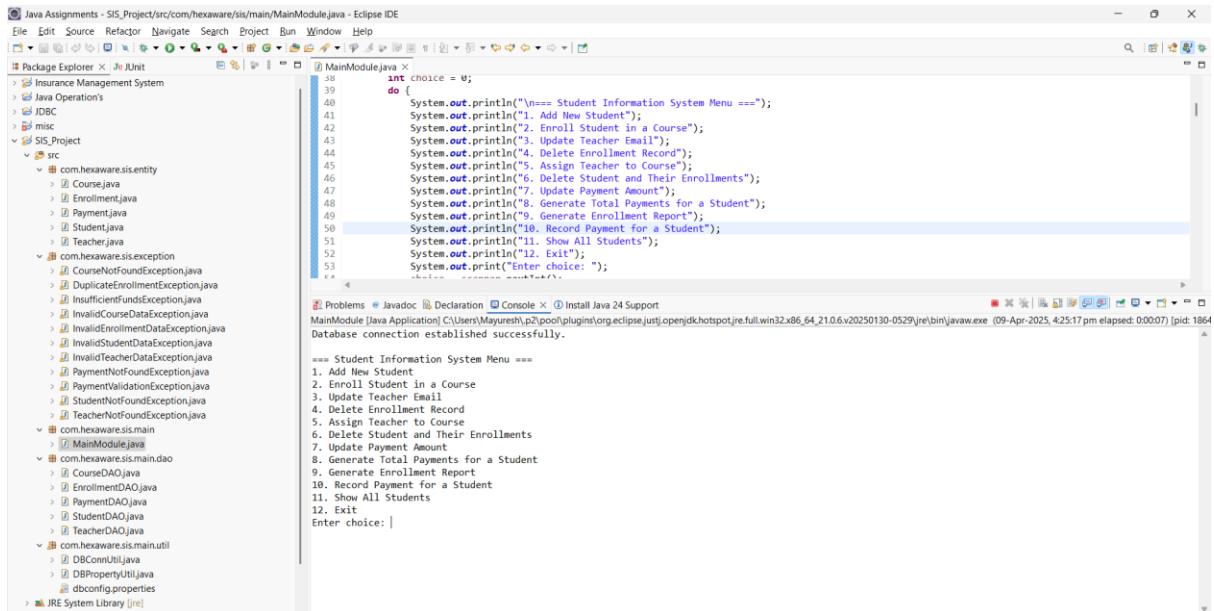 Java Assignments - SIS_Project/src/com/hexaware/sis/main/MainModule.java - Eclipse IDE
File Edit Source Refactor Navigate Search Project Run Window Help
Package Explorer × JUnit
Insurance Management System
Java Operation's
JDBC
misc
SIS_Project
src
com.hexaware.sis.entity
Course.java
Enrollment.java
Payment.java
Student.java
Teacher.java
com.hexaware.sis.exception
CourseNotFoundException.java
DuplicateEnrollmentException.java
InsufficientFundsException.java
InvalidCourseDataException.java
InvalidEnrollmentDataException.java
InvalidStudentDataException.java
InvalidTeacherDataException.java
PaymentNotFoundException.java
PaymentValidationException.java
StudentNotFoundException.java
TeacherNotFoundException.java
com.hexaware.sis.main
MainModule.java
com.hexaware.sis.main.dao
CourseDAO.java
EnrollmentDAO.java
PaymentDAO.java
StudentDAO.java
TeacherDAO.java
com.hexaware.sis.main.util
DBConnUtil.java
DBPropertyUtil.java
dbconfig.properties
JRE System Library [jre]
MainModule.java ×
38 int choice = 0;
39 do {
40 System.out.println("\n=== Student Information System Menu ===");
41 System.out.println("1. Add New Student");
42 System.out.println("2. Enroll Student in a Course");
43 System.out.println("3. Update Teacher Email");
44 System.out.println("4. Delete Enrollment Record");
45 System.out.println("5. Assign Teacher to Course");
46 System.out.println("6. Delete Student and Their Enrollments");
47 System.out.println("7. Update Payment Amount");
48 System.out.println("8. Generate Total Payments for a Student");
49 System.out.println("9. Generate Enrollment Report");
50 System.out.println("10. Record Payment for a Student");
51 System.out.println("11. Show All Students");
52 System.out.println("12. Exit");
53 System.out.print("Enter choice: ");
Problems Javadoc Declaration Console × Install Java 24 Support
MainModule [Java Application] C:\Users\Mayuresh\.p2\pool\plugins\org.eclipse.justj.openjdk.hotspot.jre.full.win32.x86_64_21.0.6.v20250130-0529\jre\bin\javaw.exe (09-Apr-2025, 4:25:17 pm elapsed: 0:00:07) [pid: 1864
Database connection established successfully.
=== Student Information System Menu ===
1. Add New Student
2. Enroll Student in a Course
3. Update Teacher Email
4. Delete Enrollment Record
5. Assign Teacher to Course
6. Delete Student and Their Enrollments
7. Update Payment Amount
8. Generate Total Payments for a Student
9. Generate Enrollment Report
10. Record Payment for a Student
11. Show All Students
12. Exit
Enter choice: